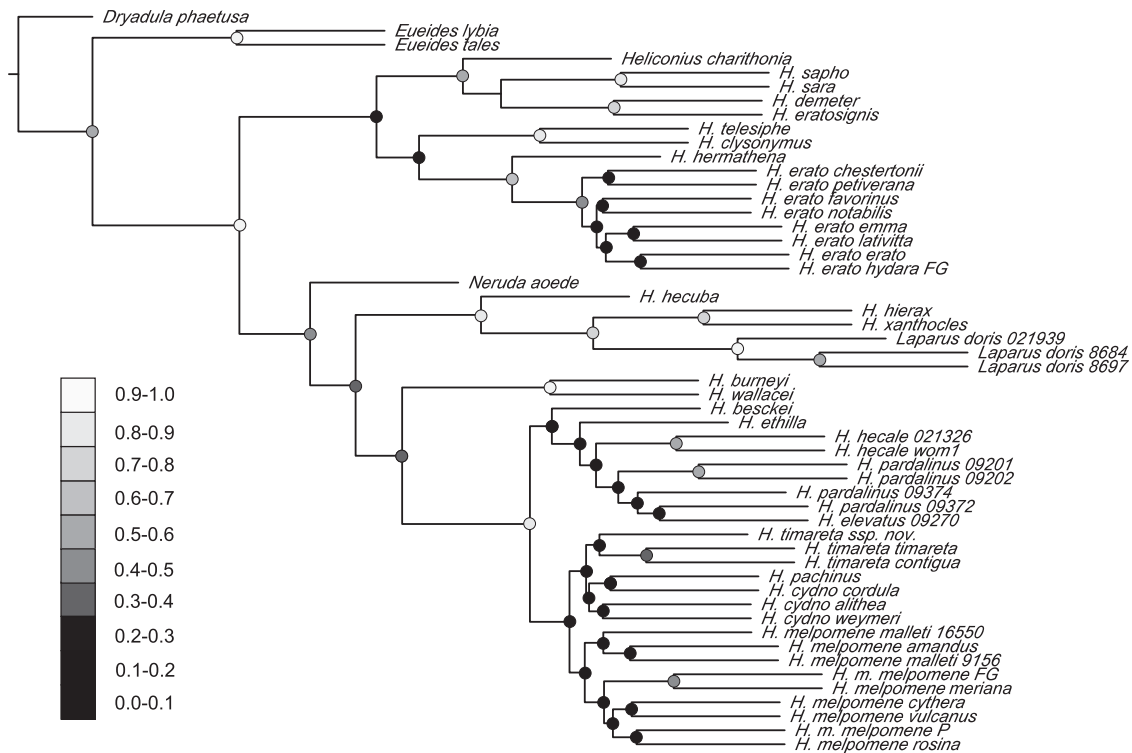 Dryadula phaetusa
Eueides lybia
Eueides tales
Heliconius charithonia
H. sapho
H. sara
H. demeter
H. eratosignis
H. telesiphe
H. clysonymus
H. hermathena
H. erato chestertonii
H. erato petiverana
H. erato favorinus
H. erato notabilis
H. erato emma
H. erato lativitta
H. erato erato
H. erato hydara FG
Neruda aoede
H. hecuba
H. hierax
H. xanthocles
Laparus doris 021939
Laparus doris 8684
Laparus doris 8697
H. burneyi
H. wallacei
H. besckei
H. ethilla
H. hecale 021326
H. hecale wom1
H. pardalinus 09201
H. pardalinus 09202
H. pardalinus 09374
H. pardalinus 09372
H. elevatus 09270
H. timareta ssp. nov.
H. timareta timareta
H. timareta contigua
H. pachinus
H. cydno cordula
H. cydno alithea
H. cydno weymeri
H. melpomene malleti 16550
H. melpomene amandus
H. melpomene malleti 9156
H. m. melpomene FG
H. melpomene meriana
H. melpomene cythera
H. melpomene vulcanus
H. m. melpomene P
H. melpomene rosina
0.9-1.0
0.8-0.9
0.7-0.8
0.6-0.7
0.5-0.6
0.4-0.5
0.3-0.4
0.2-0.3
0.1-0.2
0.0-0.1